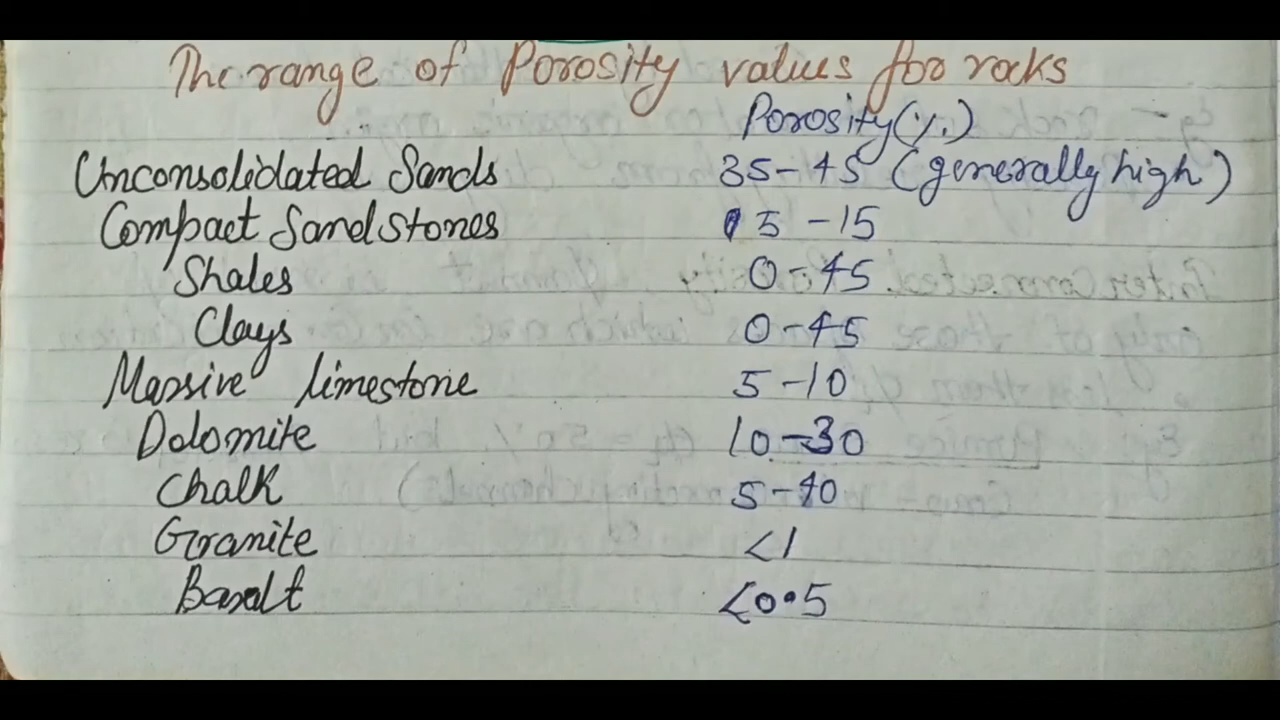 The range of Porosity values for rocks
Porosity (%)
Unconsolidated Sands 35-45 (generally high)
Compact Sandstones 5-15
Shales 0-45
Clays 0-45
Massive limestone 5-10
Dolomite 10-30
Chalk 5-40
Granite <1
Basalt <0.5